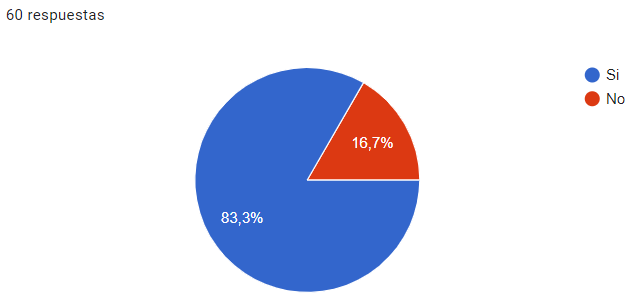 60 respuestas
Si
No
16,7%
83,3%